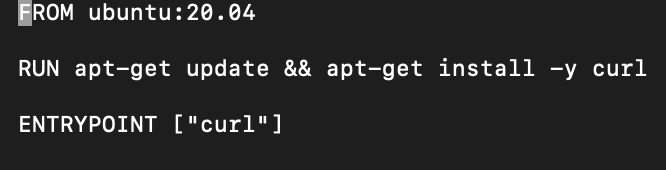 FROM ubuntu:20.04
RUN apt-get update && apt-get install -y curl
ENTRYPOINT ["curl"]